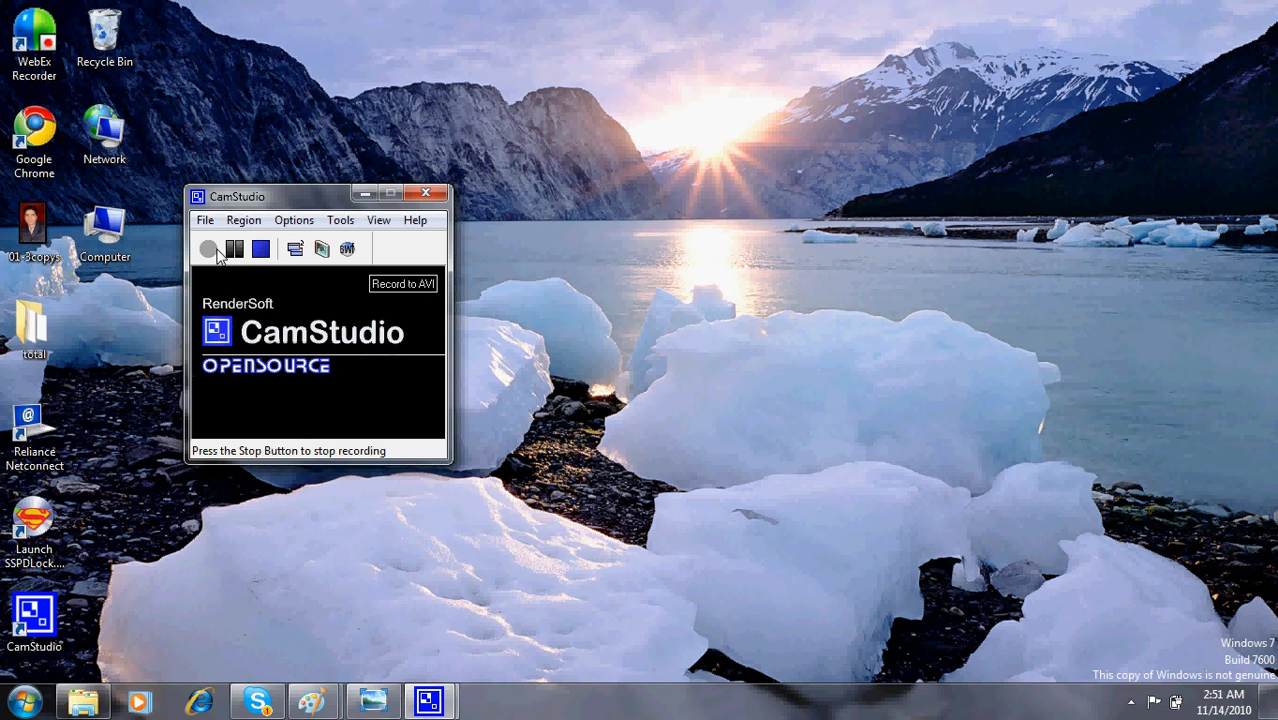 WebEx
Recorder
Recycle Bin
Google
Chrome
Network
01-3copys
Computer
total
@
Reliance
Netconnect
Launch
SSPDLock....
CamStudio
CamStudio
File Region Options Tools View Help
SWF
Record to AVI
RenderSoft
CamStudio
OPENSOURCE
Press the Stop Button to stop recording
Windows 7
Build 7600
This copy of Windows is not genuine
2:51 AM
11/14/2010